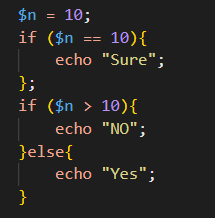 $n = 10;
if ($n == 10){
    echo "Sure";
};
if ($n > 10){
    echo "NO";
}else{
    echo "Yes";
}